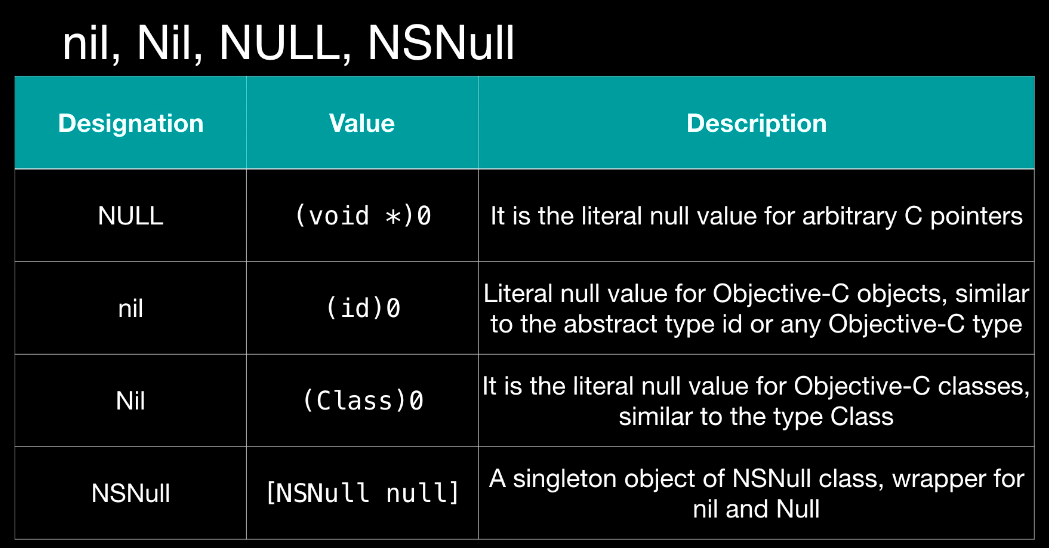 nil, Nil, NULL, NSNull
Designation Value Description
NULL (void *)0 It is the literal null value for arbitrary C pointers
nil (id)0 Literal null value for Objective-C objects, similar
to the abstract type id or any Objective-C type
Nil (Class)0 It is the literal null value for Objective-C classes,
similar to the type Class
NSNull [NSNull null] A singleton object of NSNull class, wrapper for
nil and Null